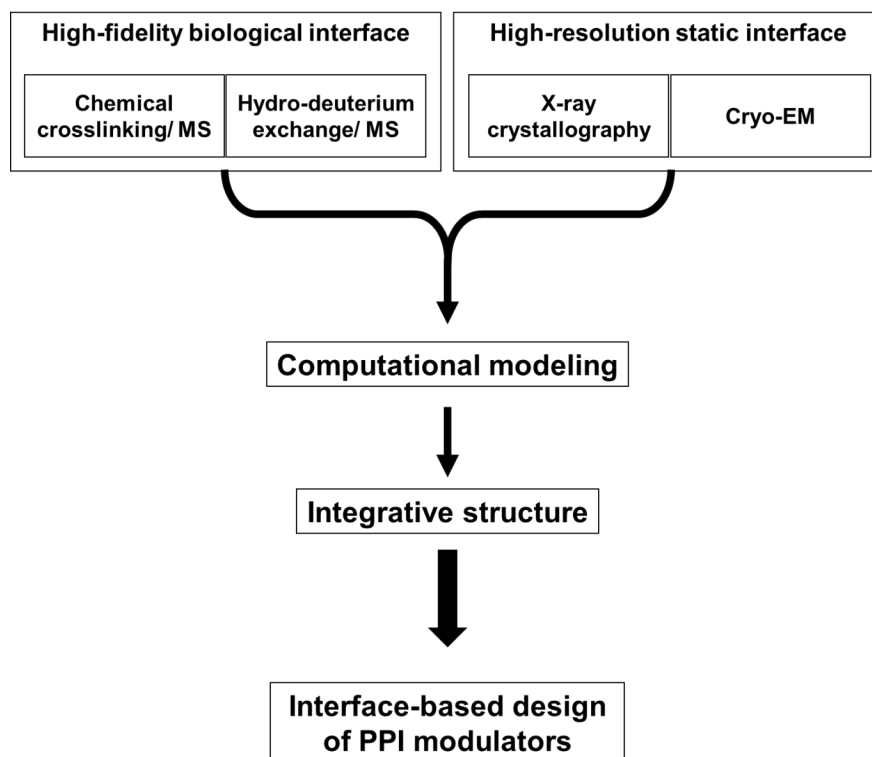 High-fidelity biological interface
Chemical
crosslinking/ MS
Hydro-deuterium
exchange/ MS
High-resolution static interface
X-ray
crystallography
Cryo-EM
Computational modeling
Integrative structure
Interface-based design
of PPI modulators